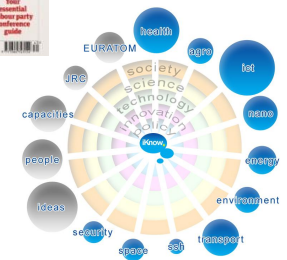 Your
essential
labour party
conference
guide
health
EURATOM
agro
JRC
ict
society
science
technology
innovation
policy
capacities
nano
iKnow
people
energy
ideas
environment
security
transport
space
ssh